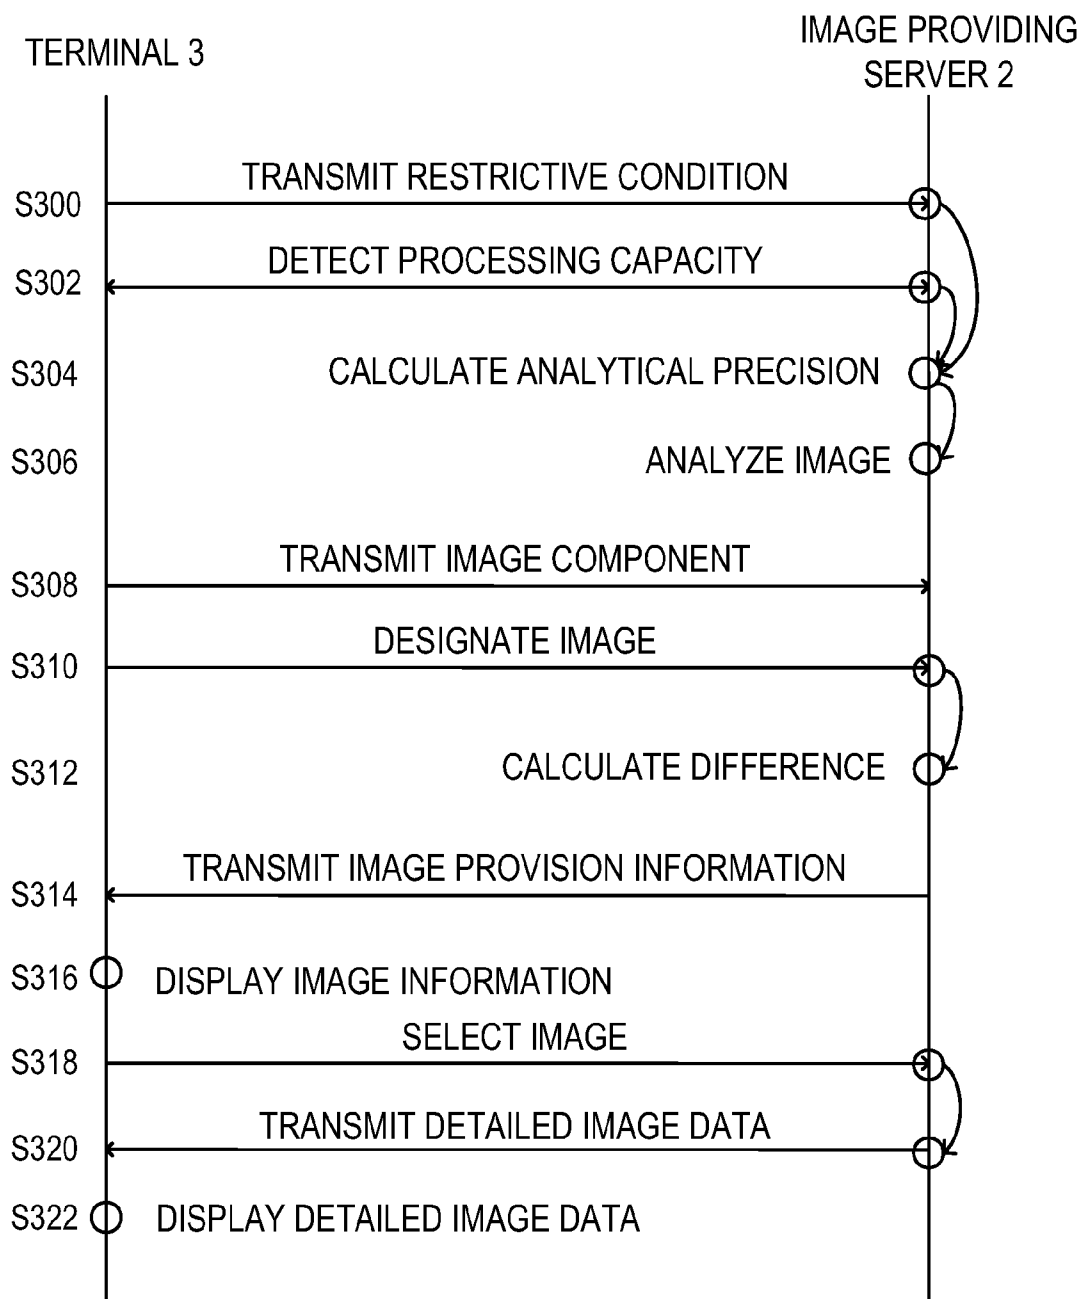 TERMINAL 3
IMAGE PROVIDING
SERVER 2
S300
TRANSMIT RESTRICTIVE CONDITION
S302
DETECT PROCESSING CAPACITY
S304
CALCULATE ANALYTICAL PRECISION
S306
ANALYZE IMAGE
S308
TRANSMIT IMAGE COMPONENT
S310
DESIGNATE IMAGE
S312
CALCULATE DIFFERENCE
S314
TRANSMIT IMAGE PROVISION INFORMATION
S316
DISPLAY IMAGE INFORMATION
S318
SELECT IMAGE
S320
TRANSMIT DETAILED IMAGE DATA
S322
DISPLAY DETAILED IMAGE DATA